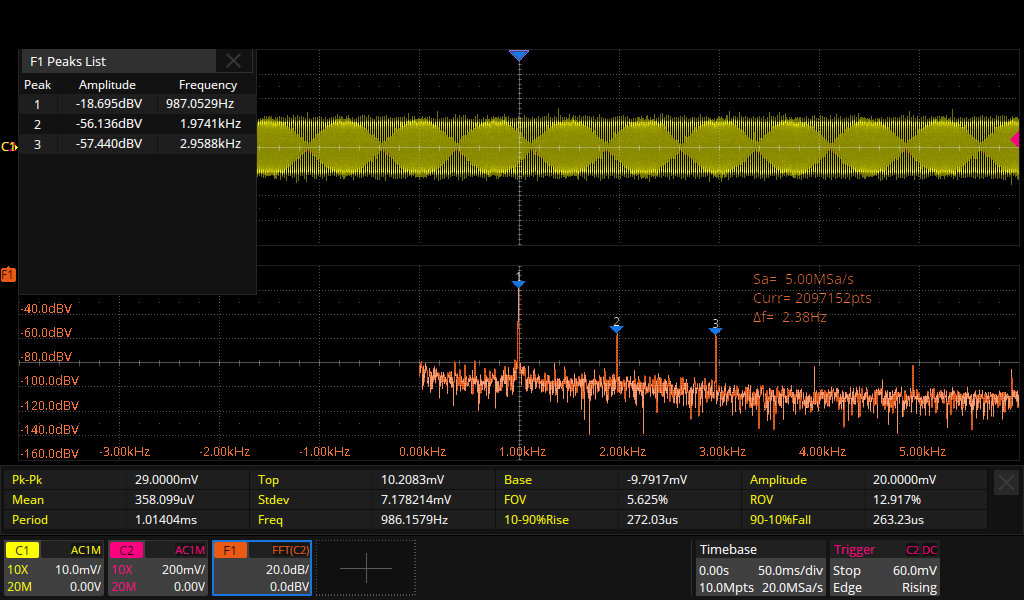 F1 Peaks List
Peak Amplitude Frequency
1 -18.695dBV 987.0529Hz
2 -56.136dBV 1.9741kHz
3 -57.440dBV 2.9588kHz
C1
F1
1
2
3
Sa= 5.00MSa/s
Curr= 2097152pts
Δf= 2.38Hz
-40.0dBV
-60.0dBV
-80.0dBV
-100.0dBV
-120.0dBV
-140.0dBV
-160.0dBV
-3.00kHz -2.00kHz -1.00kHz 0.00kHz 1.00kHz 2.00kHz 3.00kHz 4.00kHz 5.00kHz
Pk-Pk 29.0000mV Top 10.2083mV Base -9.7917mV Amplitude 20.0000mV
Mean 358.099uV Stdev 7.178214mV FOV 5.625% ROV 12.917%
Period 1.01404ms Freq 986.1579Hz 10-90%Rise 272.03us 90-10%Fall 263.23us
C1 AC1M C2 AC1M F1 FFT(C2) Timebase Trigger C2 DC
10X 10.0mV/ 10X 200mV/ 20.0dB/ 0.00s 50.0ms/div Stop 60.0mV
20M 0.00V 20M 0.00V 0.0dBV 10.0Mpts 20.0MSa/s Edge Rising